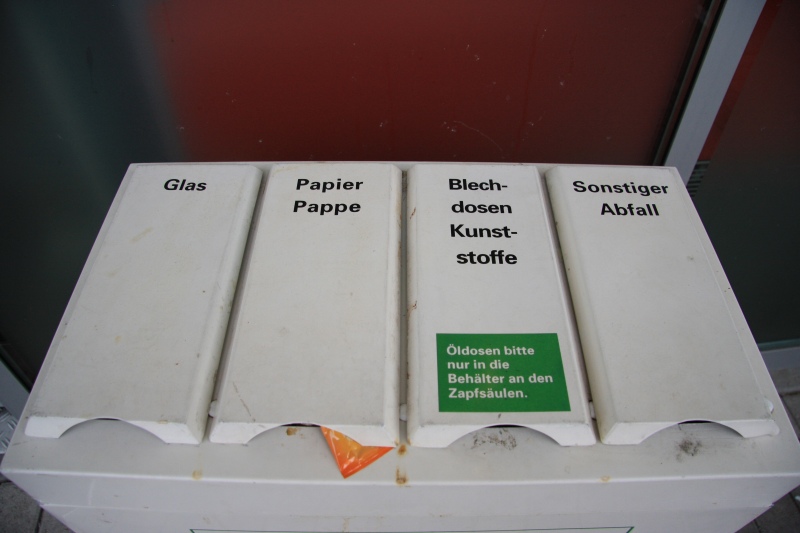 Glas
Papier
Pappe
Blech-
dosen
Kunst-
stoffe
Sonstiger
Abfall
Öldosen bitte
nur in die
Behälter an den
Zapfsäulen.